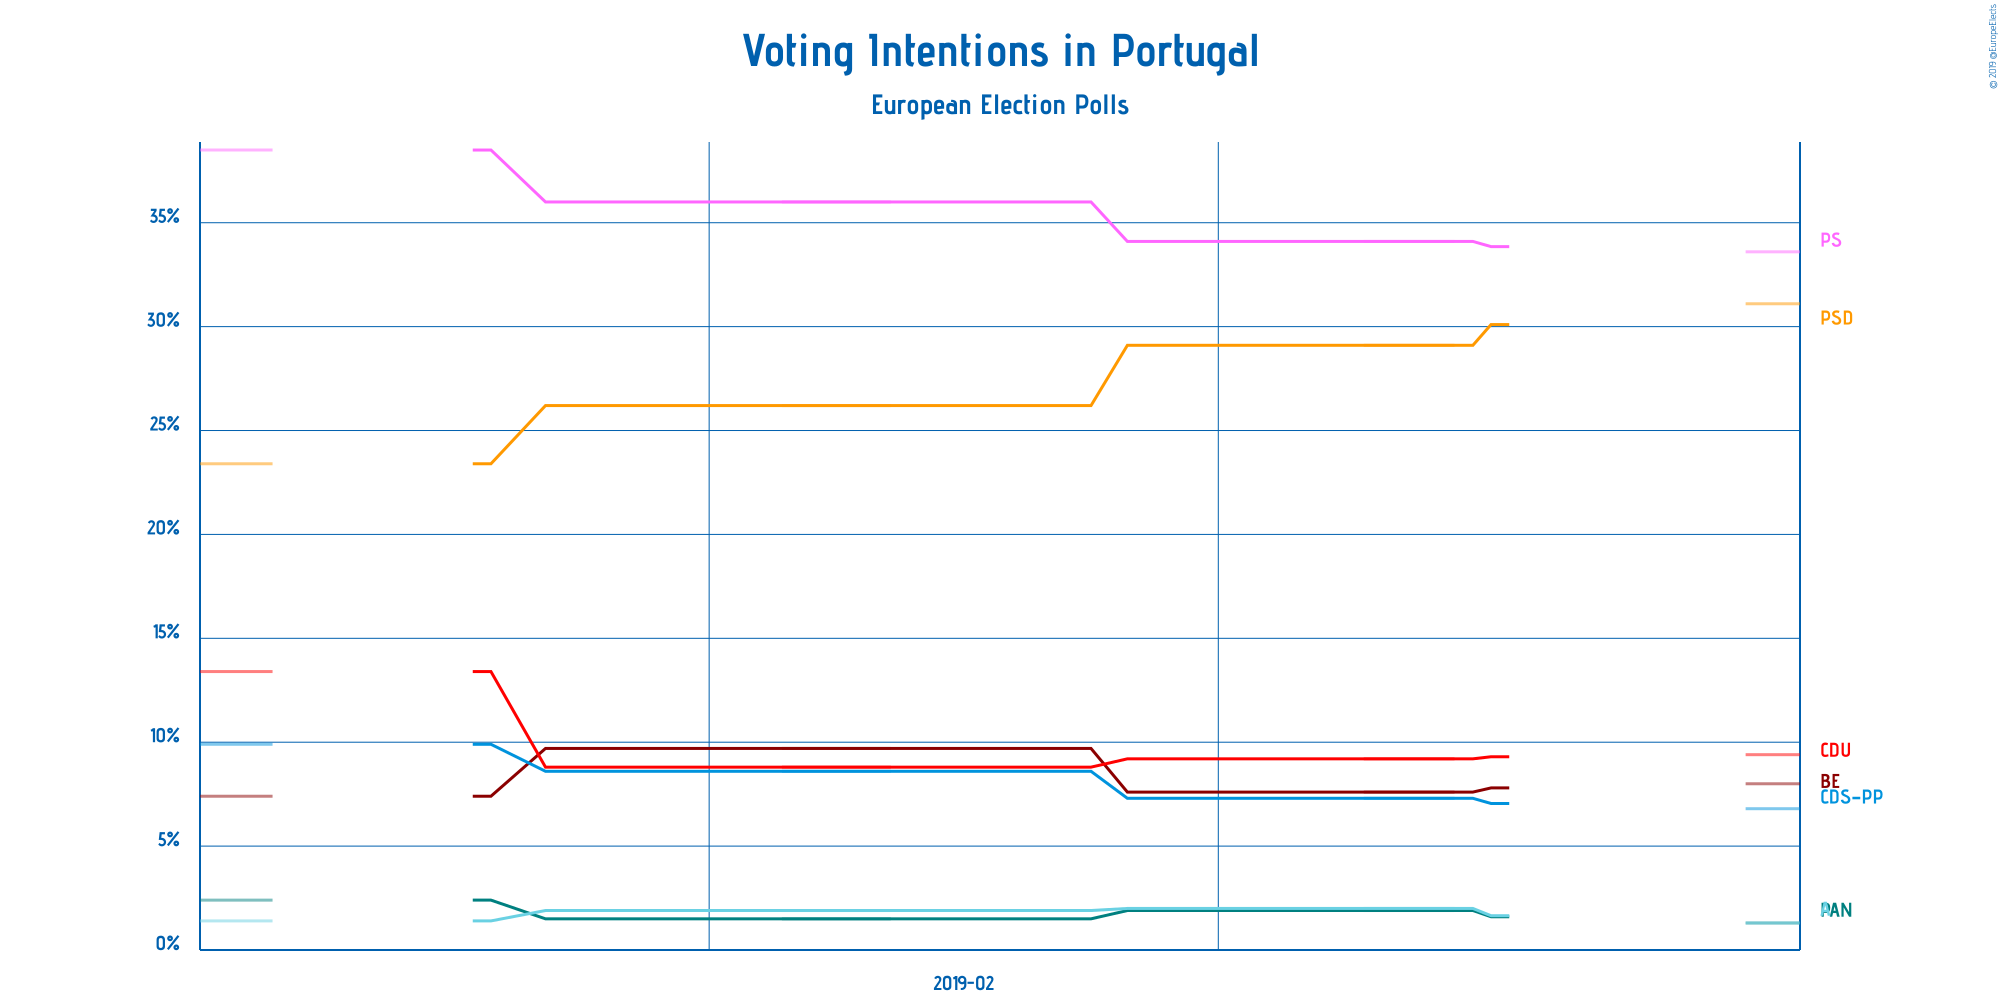 © 2019 @EuropeElects
Voting Intentions in Portugal
European Election Polls
35%
30%
25%
20%
15%
10%
5%
0%
PS
PSD
CDU
BE
CDS-PP
PAN
A
2019-02